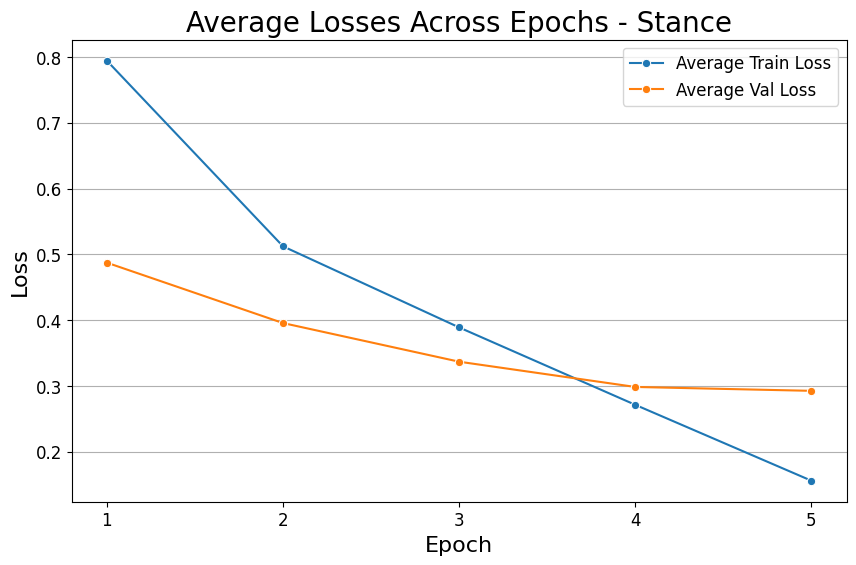 Average Losses Across Epochs - Stance
Average Train Loss
Average Val Loss
0.8
0.7
0.6
0.5
0.4
0.3
0.2
Loss
1 2 3 4 5
Epoch